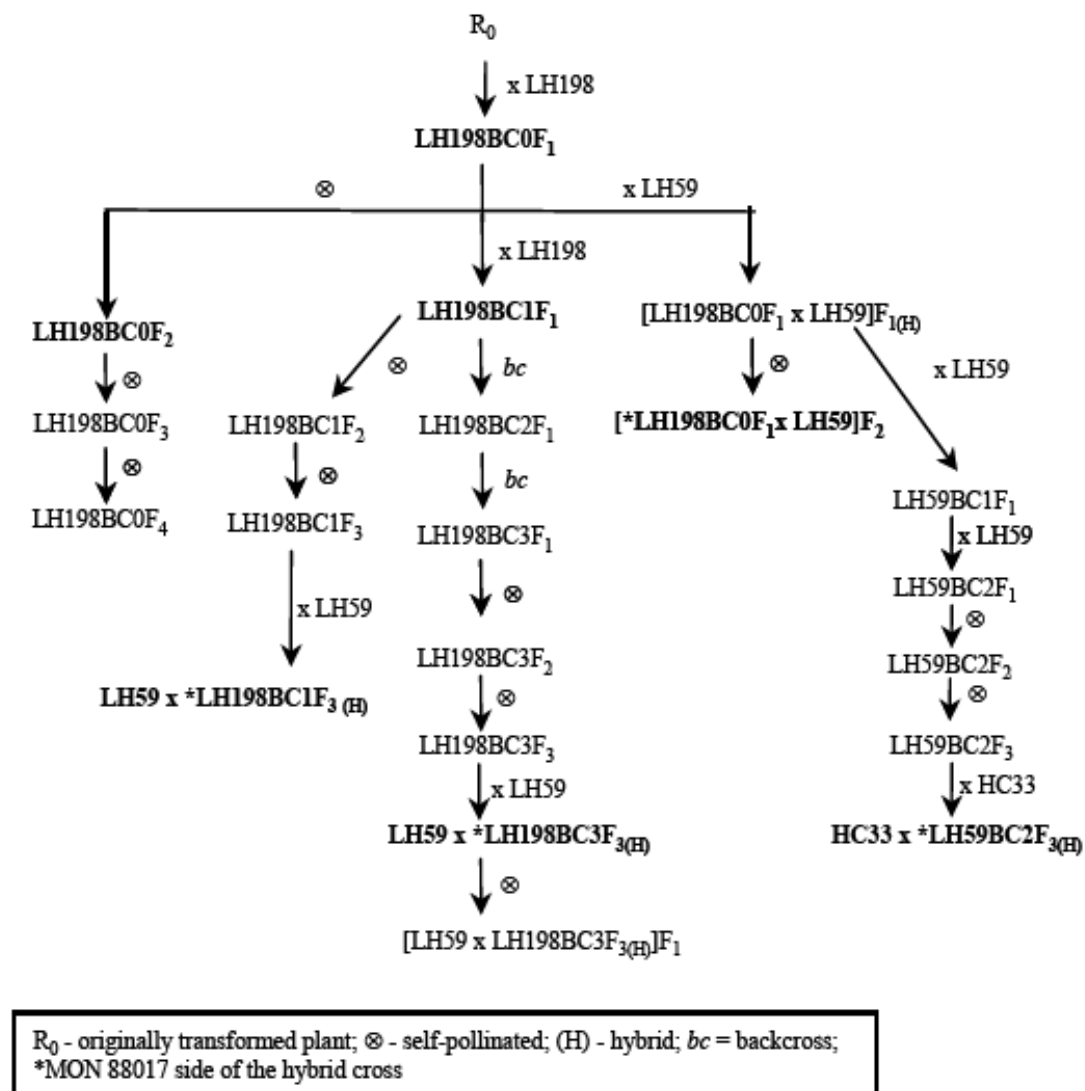 R₀
x LH198
LH198BC0F₁
⊗
x LH59
x LH198
LH198BC0F₂
LH198BC1F₁
[LH198BC0F₁ x LH59]F₁₍H₎
⊗
⊗
bc
⊗
x LH59
LH198BC0F₃
LH198BC1F₂
LH198BC2F₁
[*LH198BC0F₁x LH59]F₂
⊗
⊗
bc
LH198BC0F₄
LH198BC1F₃
LH198BC3F₁
LH59BC1F₁
x LH59
x LH59
⊗
LH59BC2F₁
⊗
LH198BC3F₂
LH59BC2F₂
LH59 x *LH198BC1F₃ ₍H₎
⊗
⊗
LH198BC3F₃
LH59BC2F₃
x LH59
x HC33
LH59 x *LH198BC3F₃₍H₎
HC33 x *LH59BC2F₃₍H₎
⊗
[LH59 x LH198BC3F₃₍H₎]F₁
R₀ - originally transformed plant; ⊗ - self-pollinated; (H) - hybrid; bc = backcross;
*MON 88017 side of the hybrid cross